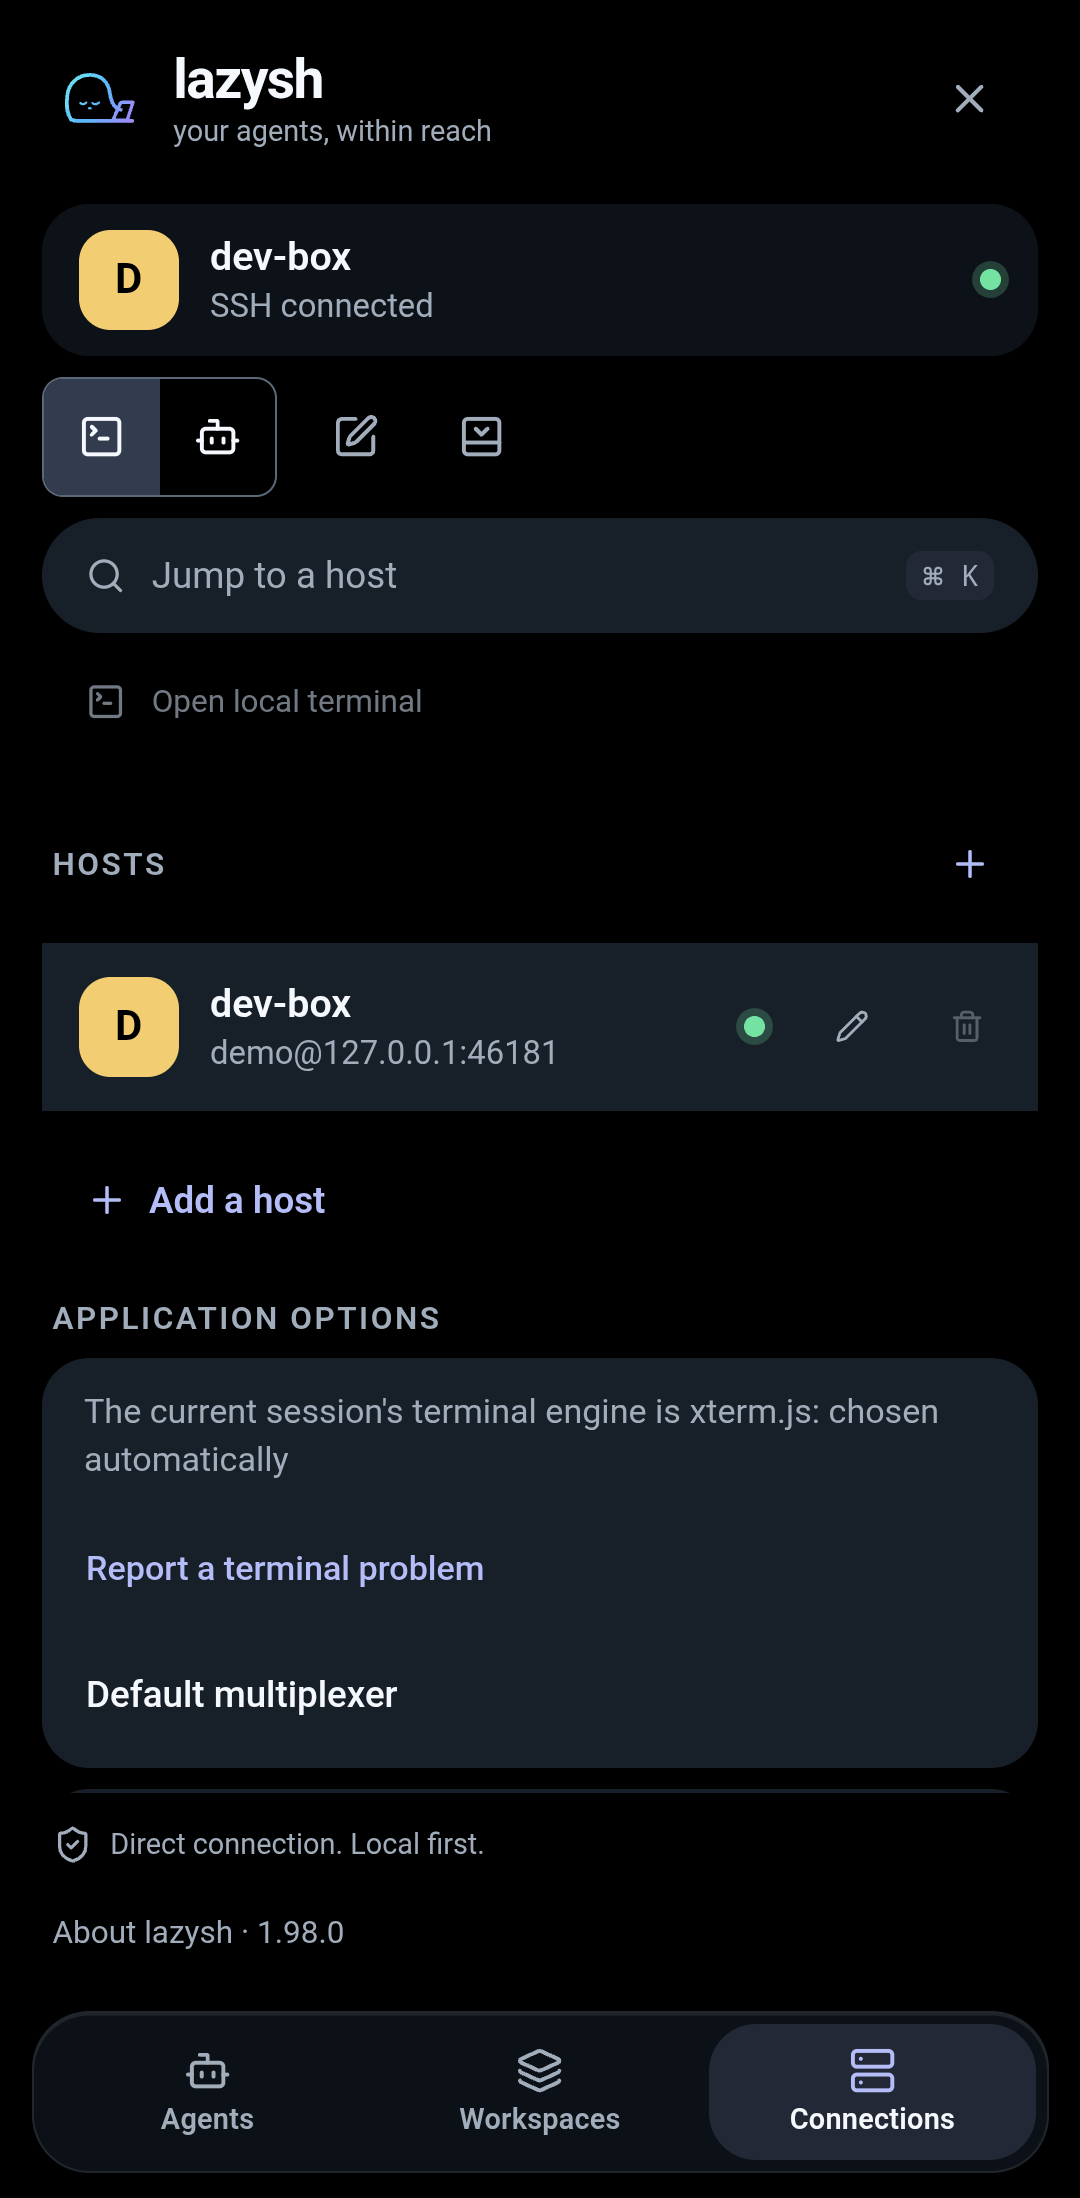 lazysh
your agents, within reach
D
dev-box
SSH connected
Jump to a host
⌘ K
Open local terminal
HOSTS
D
dev-box
demo@127.0.0.1:46181
Add a host
APPLICATION OPTIONS
The current session's terminal engine is xterm.js: chosen
automatically
Report a terminal problem
Default multiplexer
Direct connection. Local first.
About lazysh · 1.98.0
Agents
Workspaces
Connections